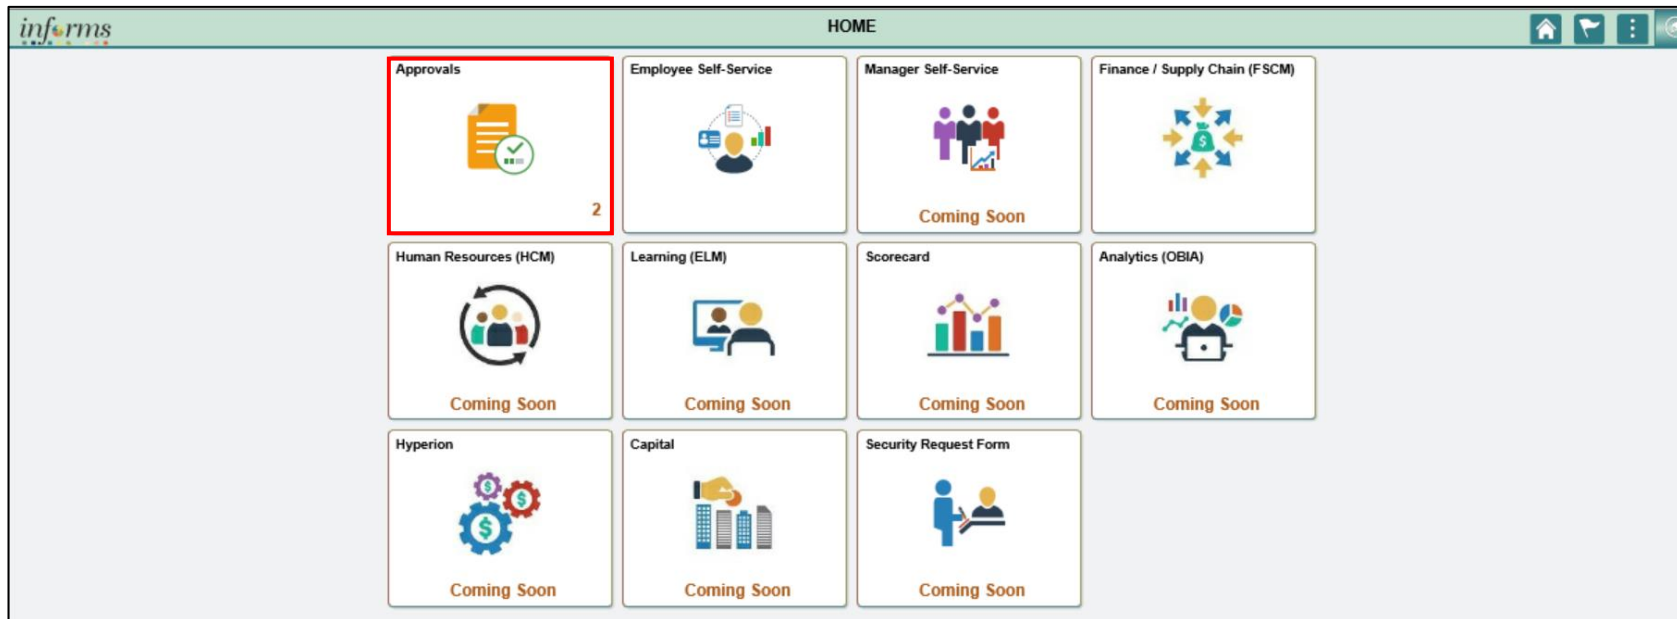 informs
HOME
Approvals
2
Employee Self-Service
Manager Self-Service
Coming Soon
Finance / Supply Chain (FSCM)
Human Resources (HCM)
Coming Soon
Learning (ELM)
Coming Soon
Scorecard
Coming Soon
Analytics (OBIA)
Coming Soon
Hyperion
Coming Soon
Capital
Coming Soon
Security Request Form
Coming Soon